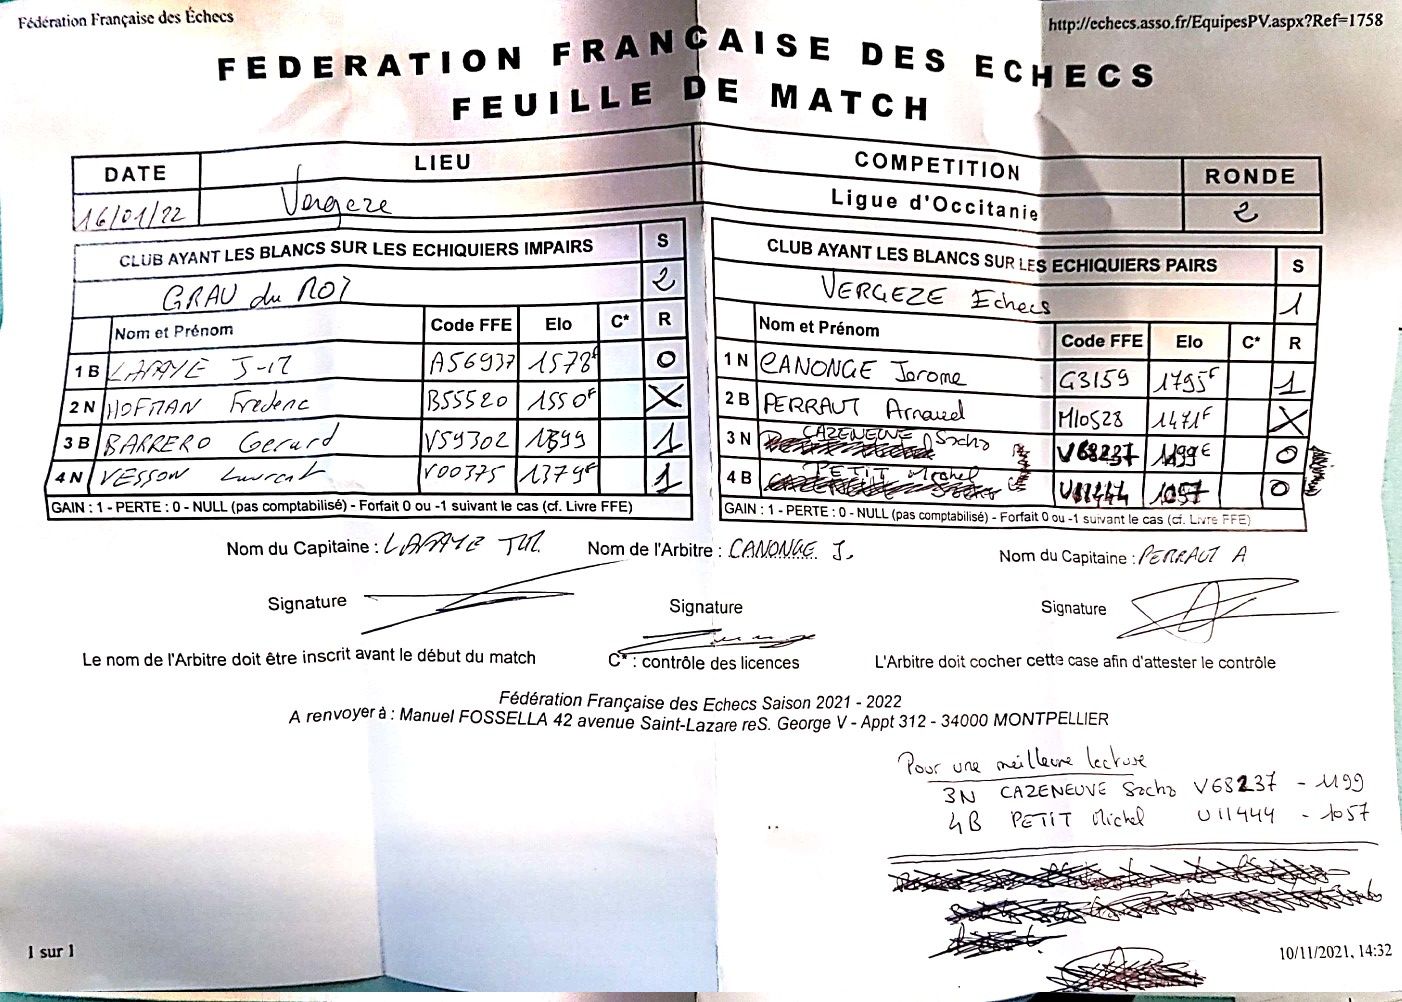 Fédération Française des Échecs
http://echecs.asso.fr/EquipesPV.aspx?Ref=1758
FEDERATION FRANCAISE DES ECHECS
FEUILLE DE MATCH
DATE LIEU COMPETITION RONDE
16/01/22 Vergeze Ligue d'Occitanie 2
CLUB AYANT LES BLANCS SUR LES ECHIQUIERS IMPAIRS S
GRAU du ROI 2
Nom et Prénom Code FFE Elo C* R
1 B LAFAYE J-M A56937 1578F 0
2 N HOFMAN Frederic B55520 1550F X
3 B BARRERO Gerard V59302 1399 1
4 N VESSON Laurent V00375 1379F 1
GAIN : 1 - PERTE : 0 - NULL (pas comptabilisé) - Forfait 0 ou -1 suivant le cas (cf. Livre FFE)
CLUB AYANT LES BLANCS SUR LES ECHIQUIERS PAIRS S
VERGEZE Echecs 1
Nom et Prénom Code FFE Elo C* R
1 N CANONGE Jerome G3159 1795F 1
2 B PERRAUT Arnaud M10528 1471F X
3 N CAZENEUVE Sacha V68237 1199E 0
4 B PETIT Michel U11444 1057 0
GAIN : 1 - PERTE : 0 - NULL (pas comptabilisé) - Forfait 0 ou -1 suivant le cas (cf. Livre FFE)
Nom du Capitaine : LAFAYE Nom de l'Arbitre : CANONGE J. Nom du Capitaine : PERRAUT A
Signature Signature Signature
Le nom de l'Arbitre doit être inscrit avant le début du match C* : contrôle des licences L'Arbitre doit cocher cette case afin d'attester le contrôle
Fédération Française des Echecs Saison 2021 - 2022
A renvoyer à : Manuel FOSSELLA 42 avenue Saint-Lazare reS. George V - Appt 312 - 34000 MONTPELLIER
Pour une meilleure lecture
3N CAZENEUVE Sacha V68237 - 1199
4B PETIT Michel U11444 - 1057
1 sur 1
10/11/2021, 14:32